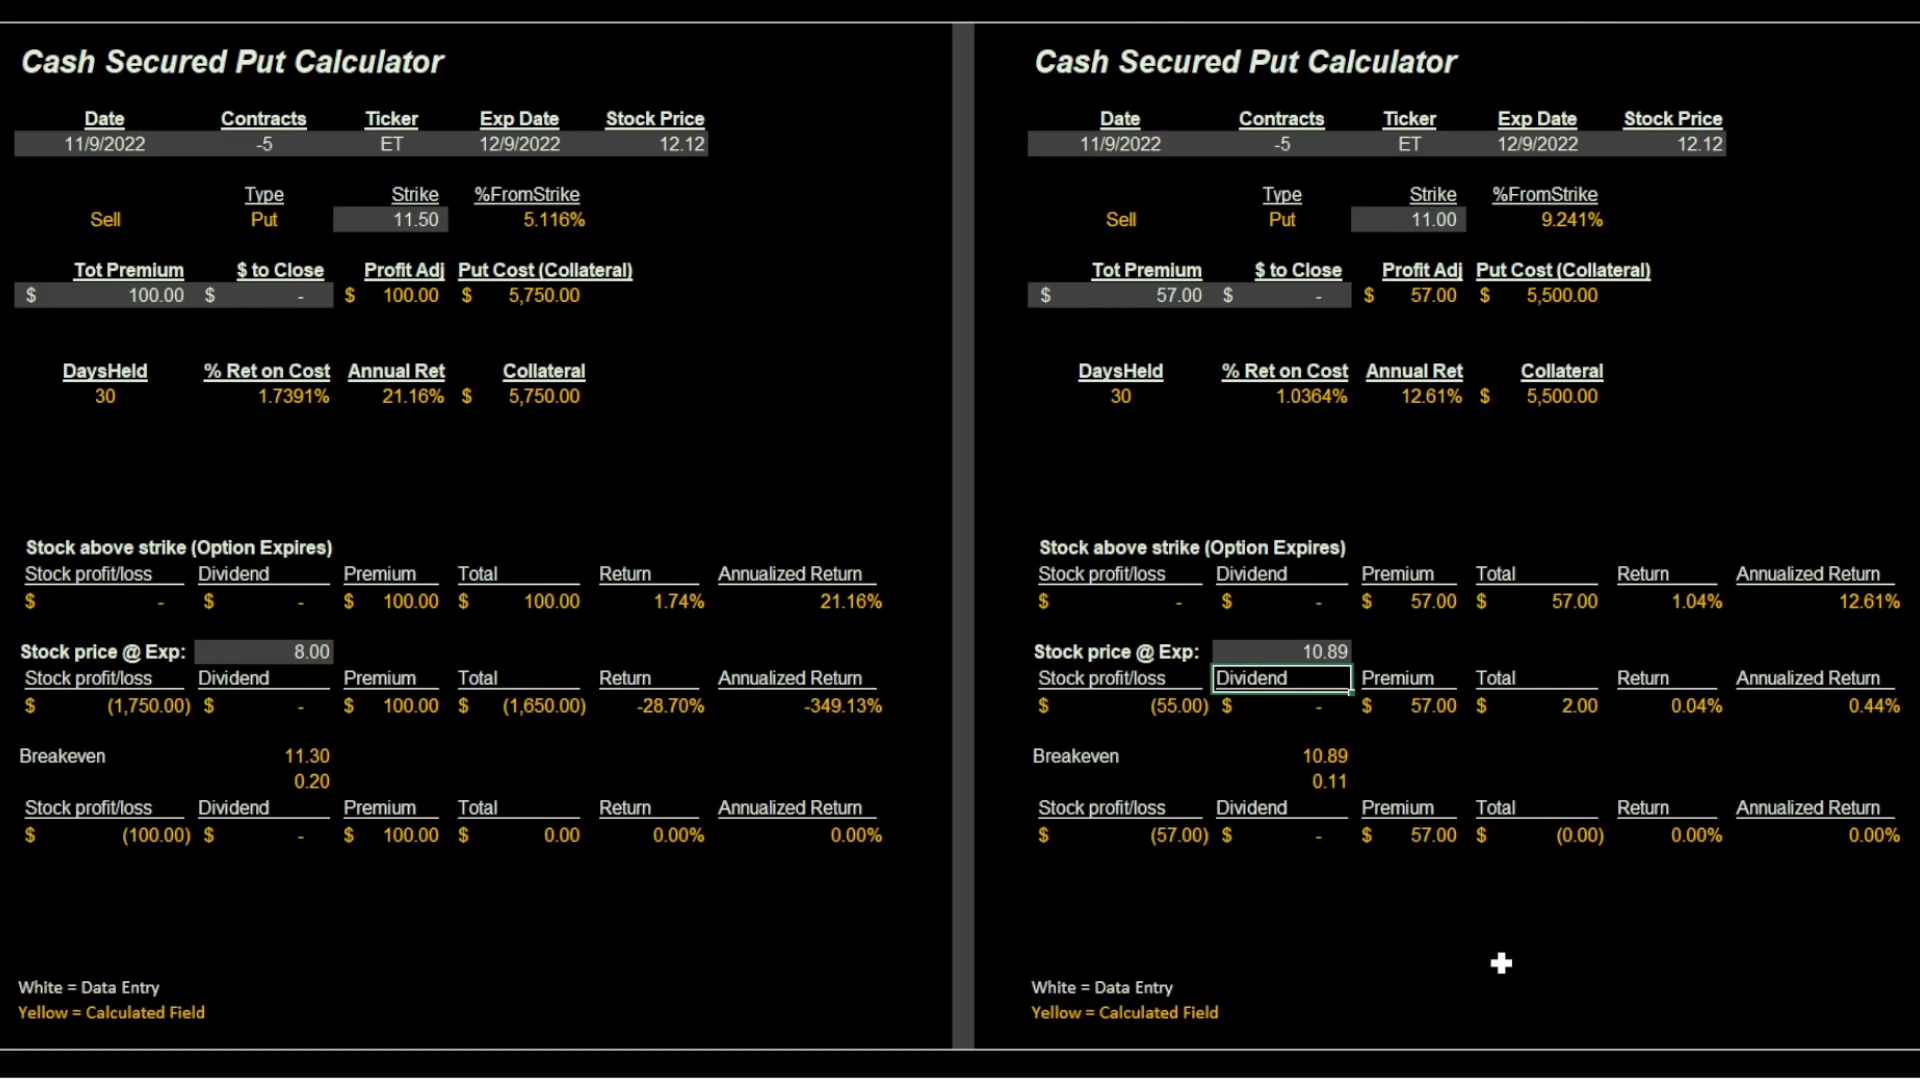 Cash Secured Put Calculator
Date Contracts Ticker Exp Date Stock Price
11/9/2022 -5 ET 12/9/2022 12.12
Type Strike %FromStrike
Sell Put 11.50 5.116%
Tot Premium $ to Close Profit Adj Put Cost (Collateral)
$ 100.00 $ - $ 100.00 $ 5,750.00
DaysHeld % Ret on Cost Annual Ret Collateral
30 1.7391% 21.16% $ 5,750.00
Stock above strike (Option Expires)
Stock profit/loss Dividend Premium Total Return Annualized Return
$ - $ - $ 100.00 $ 100.00 1.74% 21.16%
Stock price @ Exp: 8.00
Stock profit/loss Dividend Premium Total Return Annualized Return
$ (1,750.00) $ - $ 100.00 $ (1,650.00) -28.70% -349.13%
Breakeven 11.30
0.20
Stock profit/loss Dividend Premium Total Return Annualized Return
$ (100.00) $ - $ 100.00 $ 0.00 0.00% 0.00%
White = Data Entry
Yellow = Calculated Field
Cash Secured Put Calculator
Date Contracts Ticker Exp Date Stock Price
11/9/2022 -5 ET 12/9/2022 12.12
Type Strike %FromStrike
Sell Put 11.00 9.241%
Tot Premium $ to Close Profit Adj Put Cost (Collateral)
$ 57.00 $ - $ 57.00 $ 5,500.00
DaysHeld % Ret on Cost Annual Ret Collateral
30 1.0364% 12.61% $ 5,500.00
Stock above strike (Option Expires)
Stock profit/loss Dividend Premium Total Return Annualized Return
$ - $ - $ 57.00 $ 57.00 1.04% 12.61%
Stock price @ Exp: 10.89
Stock profit/loss Dividend Premium Total Return Annualized Return
$ (55.00) $ - $ 57.00 $ 2.00 0.04% 0.44%
Breakeven 10.89
0.11
Stock profit/loss Dividend Premium Total Return Annualized Return
$ (57.00) $ - $ 57.00 $ (0.00) 0.00% 0.00%
White = Data Entry
Yellow = Calculated Field